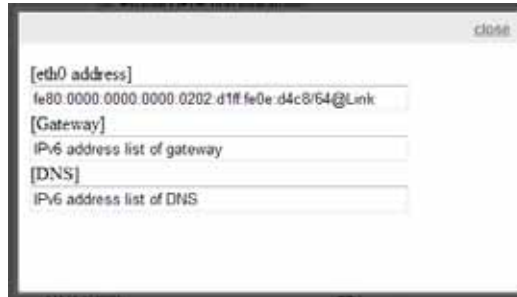 close
[eth0 address]
fe80:0000:0000:0000:0202:d1ff:fe0e:d4c8/64@Link
[Gateway]
IPv6 address list of gateway
[DNS]
IPv6 address list of DNS